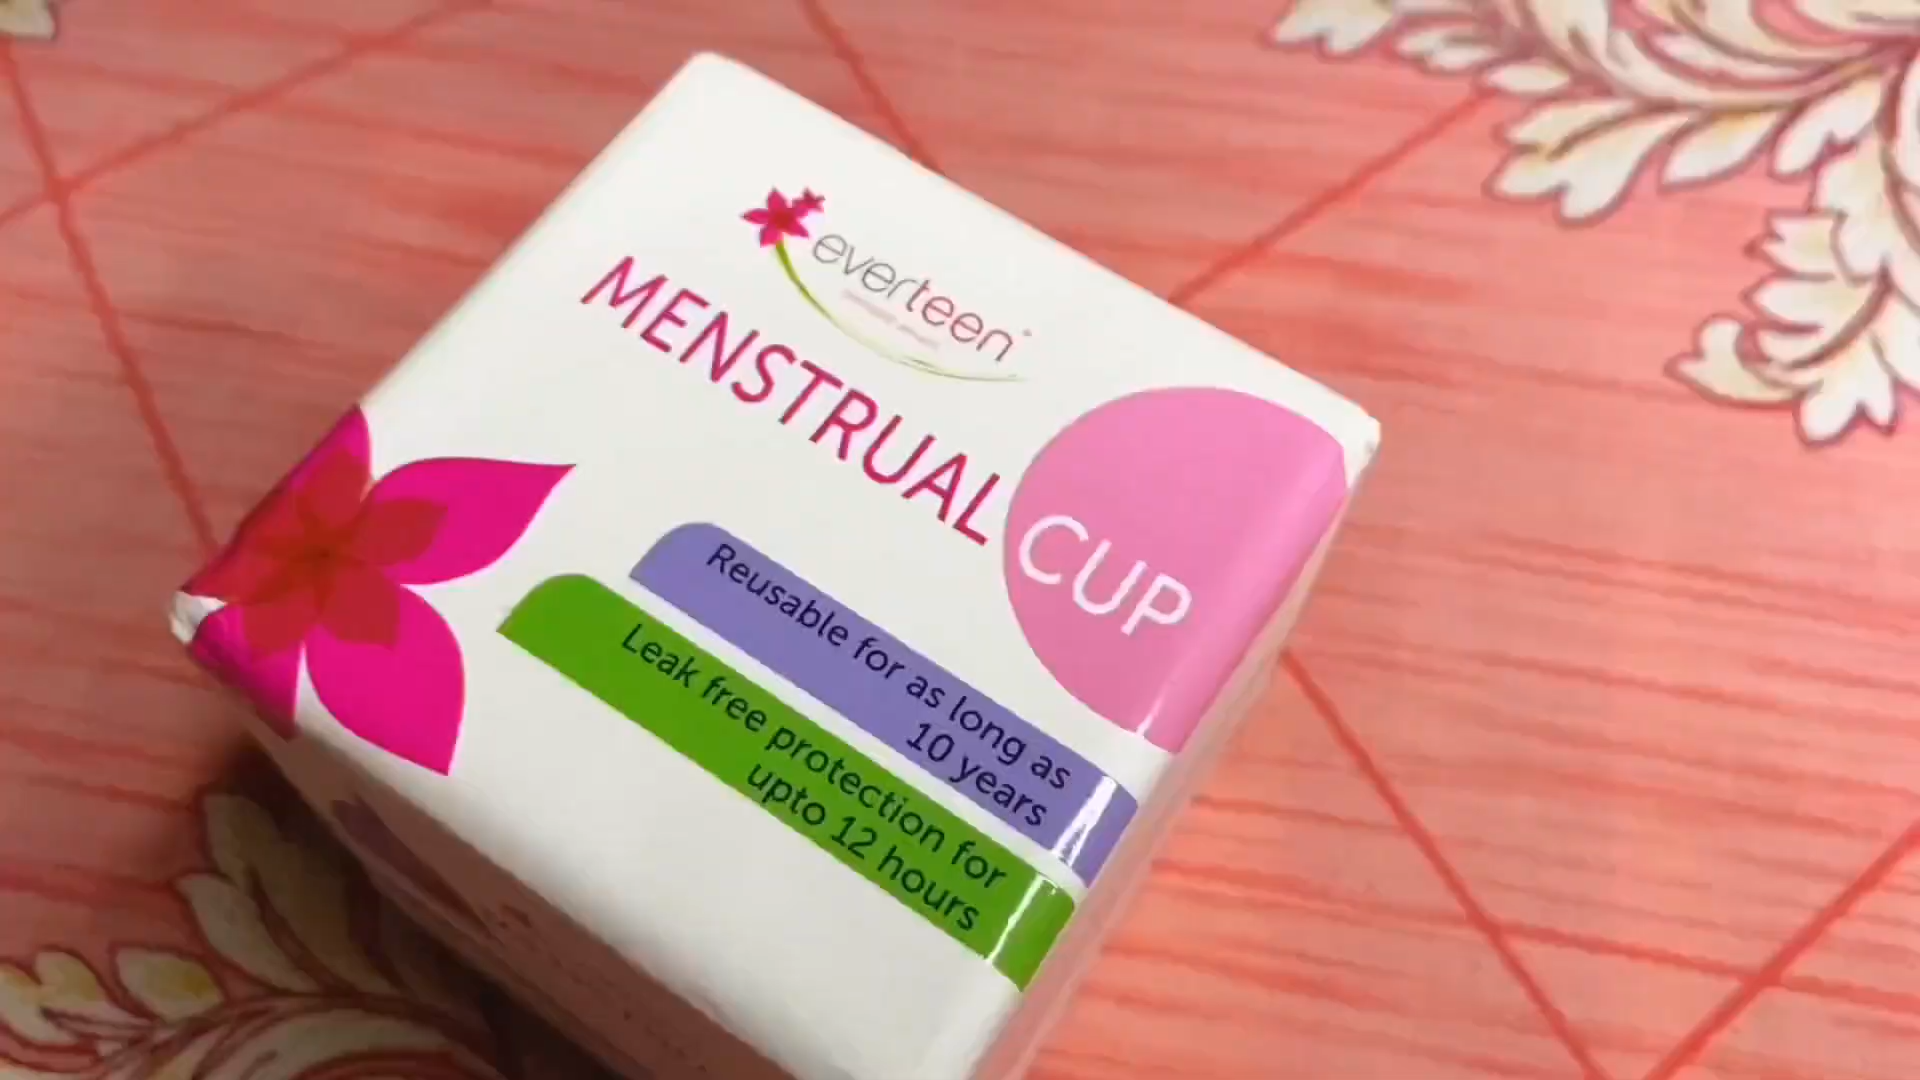 everteen
MENSTRUAL CUP
Reusable for as long as
10 years
Leak free protection for
upto 12 hours